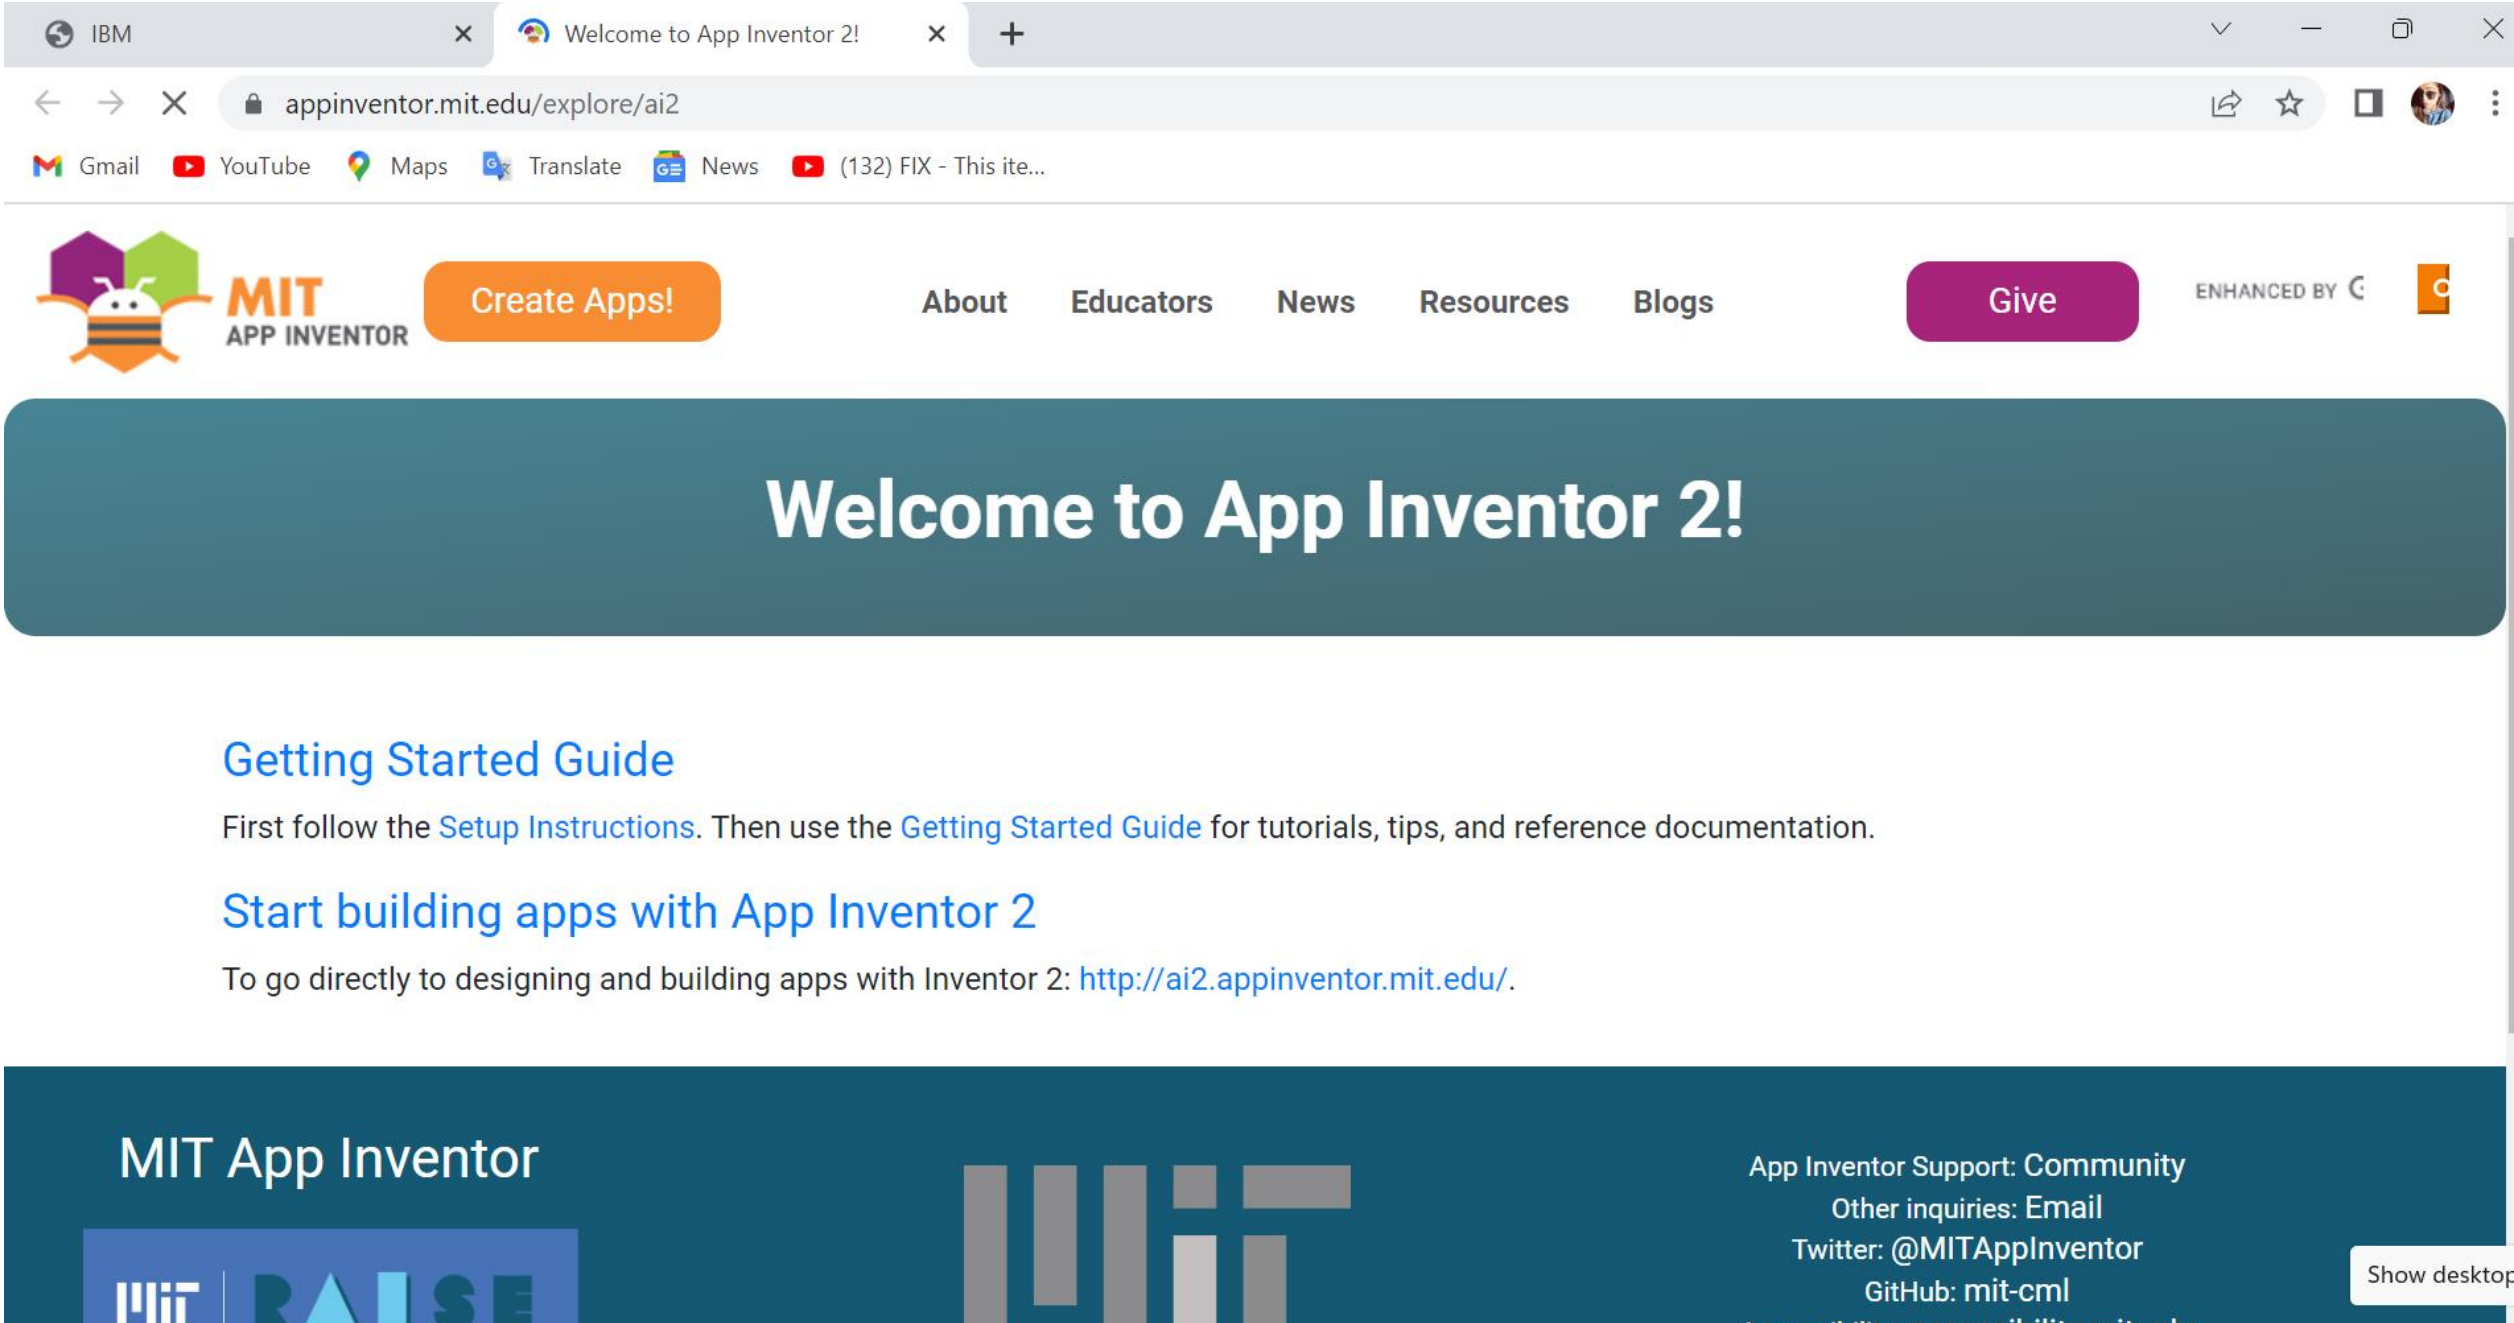 IBM
Welcome to App Inventor 2!
appinventor.mit.edu/explore/ai2
Gmail YouTube Maps Translate News (132) FIX - This ite...
MIT
APP INVENTOR
Create Apps!
About Educators News Resources Blogs
Give
ENHANCED BY
Welcome to App Inventor 2!
Getting Started Guide
First follow the Setup Instructions. Then use the Getting Started Guide for tutorials, tips, and reference documentation.
Start building apps with App Inventor 2
To go directly to designing and building apps with Inventor 2: http://ai2.appinventor.mit.edu/.
MIT App Inventor
MIT RAISE
MIT
App Inventor Support: Community
Other inquiries: Email
Twitter: @MITAppInventor
GitHub: mit-cml
Show desktop